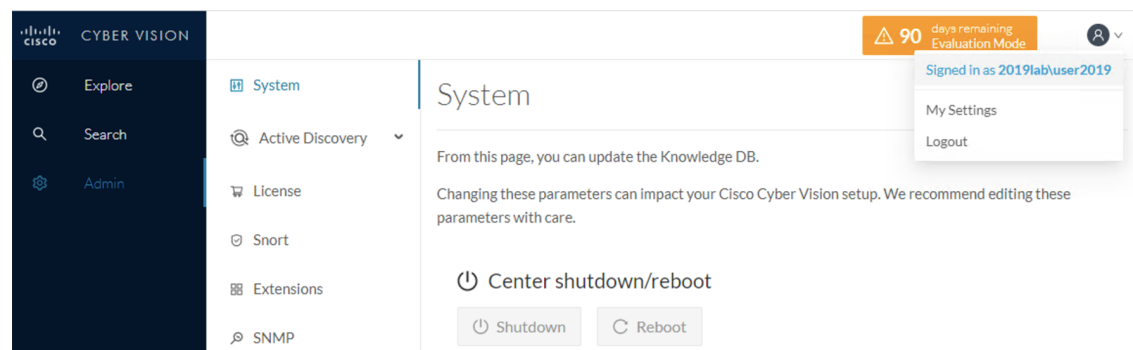 CISCO CYBER VISION
90 days remaining
Evaluation Mode
Signed in as 2019lab\user2019
My Settings
Logout
Explore
Search
Admin
System
Active Discovery
License
Snort
Extensions
SNMP
System
From this page, you can update the Knowledge DB.
Changing these parameters can impact your Cisco Cyber Vision setup. We recommend editing these
parameters with care.
Center shutdown/reboot
Shutdown
Reboot